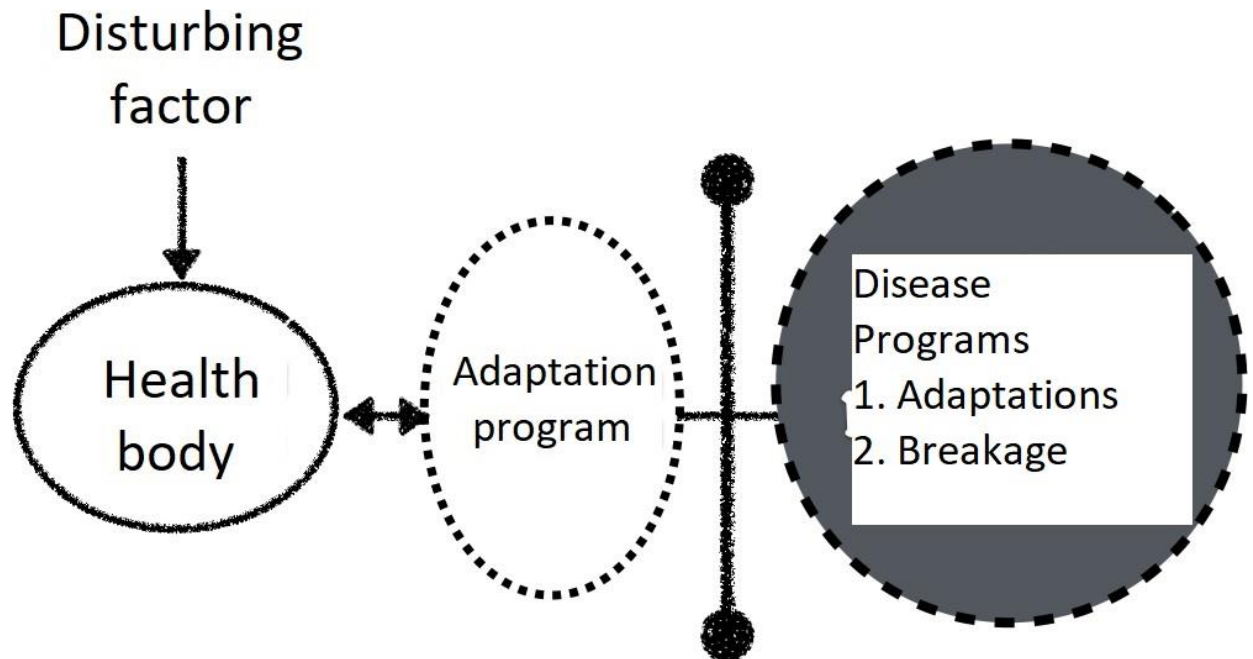 Disturbing
factor
Health
body
Adaptation
program
Disease
Programs
1. Adaptations
2. Breakage